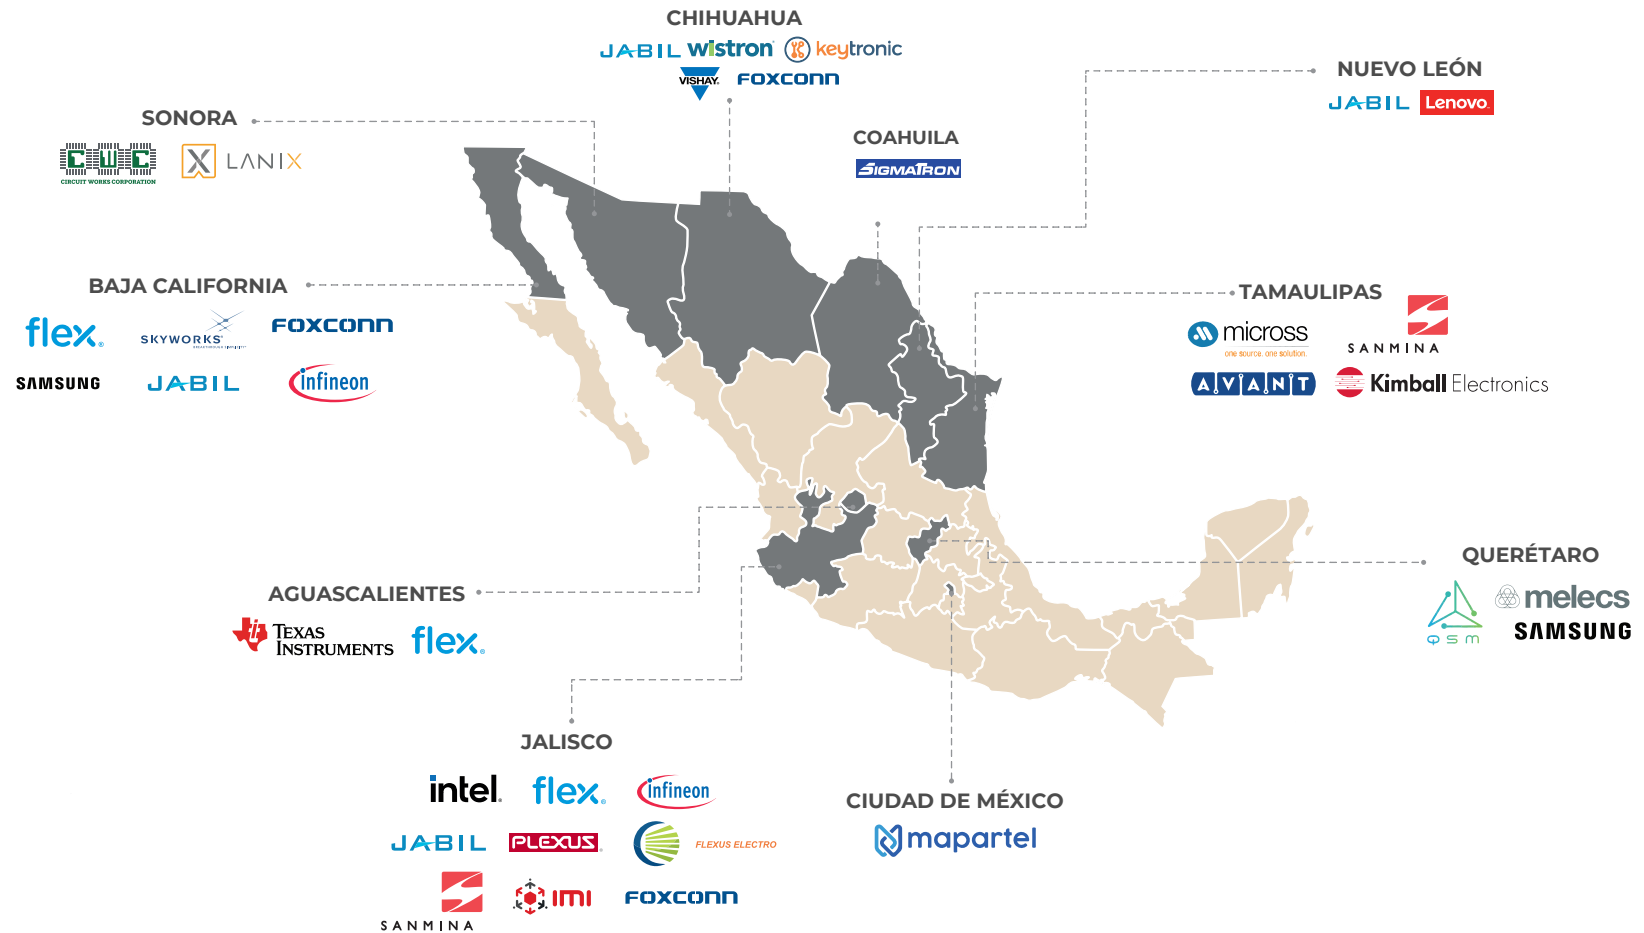 CHIHUAHUA
JABIL wistron keytronic
VISHAY. FOXCONN
NUEVO LEÓN
JABIL Lenovo
SONORA
CWC
CIRCUIT WORKS CORPORATION
LANIX
COAHUILA
SIGMATRON
BAJA CALIFORNIA
flex. SKYWORKS FOXCONN
SAMSUNG JABIL infineon
TAMAULIPAS
micross
one source. one solution.
SANMINA
AVANT Kimball Electronics
QUERÉTARO
QSM melecs
SAMSUNG
AGUASCALIENTES
TEXAS INSTRUMENTS flex.
JALISCO
intel. flex. infineon
JABIL PLEXUS. FLEXUS ELECTRO
SANMINA IMI FOXCONN
CIUDAD DE MÉXICO
mapartel